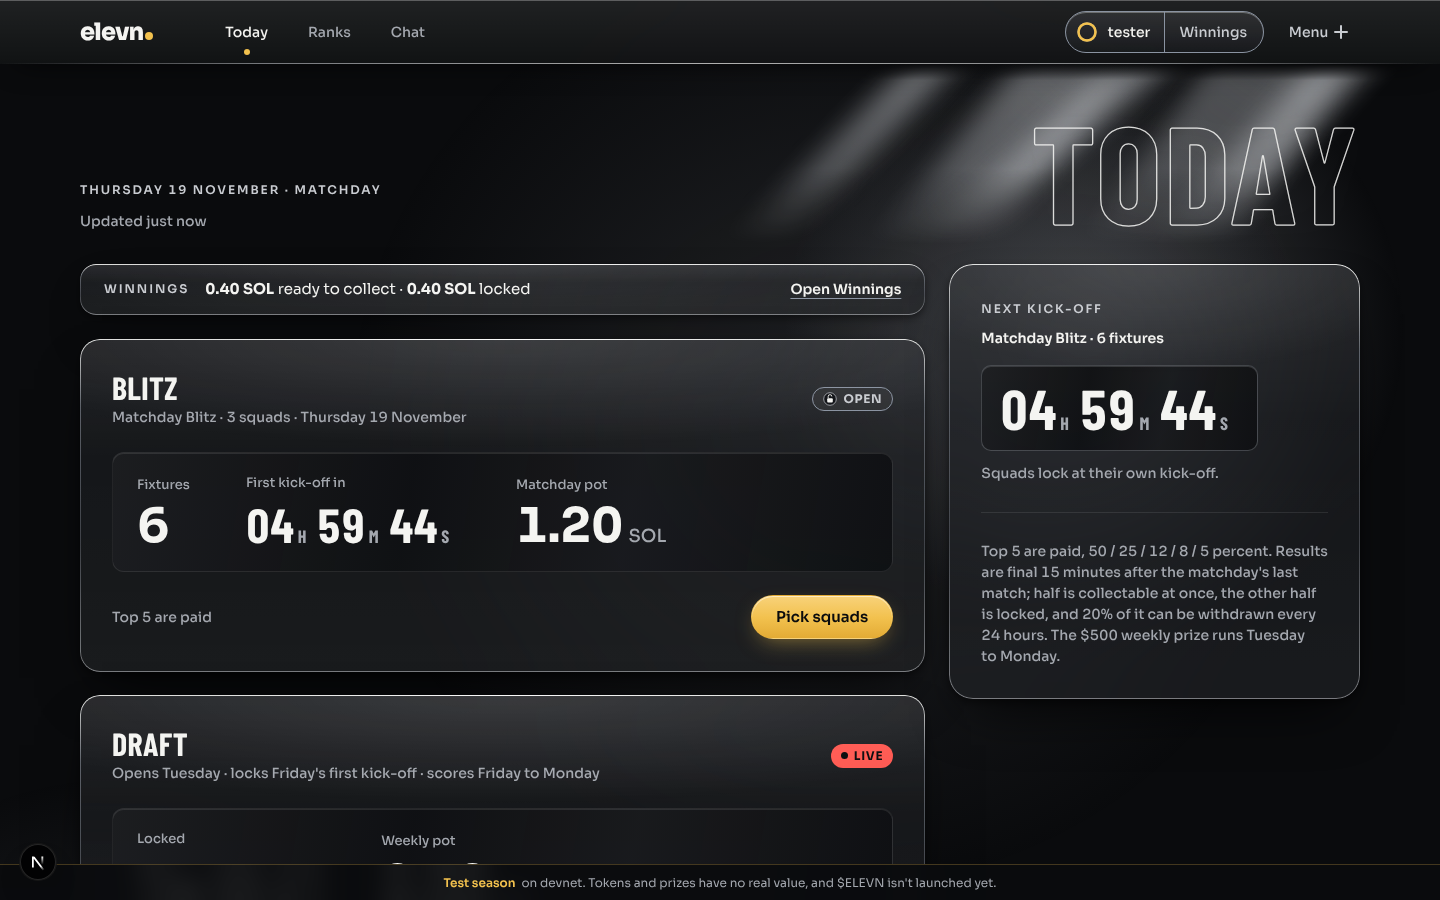 elevn.
Today
Ranks
Chat
tester
Winnings
Menu
TODAY
THURSDAY 19 NOVEMBER · MATCHDAY
Updated just now
WINNINGS 0.40 SOL ready to collect · 0.40 SOL locked
Open Winnings
BLITZ
Matchday Blitz · 3 squads · Thursday 19 November
OPEN
Fixtures
6
First kick-off in
04 H 59 M 44 S
Matchday pot
1.20 SOL
Top 5 are paid
Pick squads
NEXT KICK-OFF
Matchday Blitz · 6 fixtures
04 H 59 M 44 S
Squads lock at their own kick-off.
Top 5 are paid, 50 / 25 / 12 / 8 / 5 percent. Results
are final 15 minutes after the matchday's last
match; half is collectable at once, the other half
is locked, and 20% of it can be withdrawn every
24 hours. The $500 weekly prize runs Tuesday
to Monday.
DRAFT
Opens Tuesday · locks Friday's first kick-off · scores Friday to Monday
LIVE
Locked
Weekly pot
N
Test season on devnet. Tokens and prizes have no real value, and $ELEVN isn't launched yet.